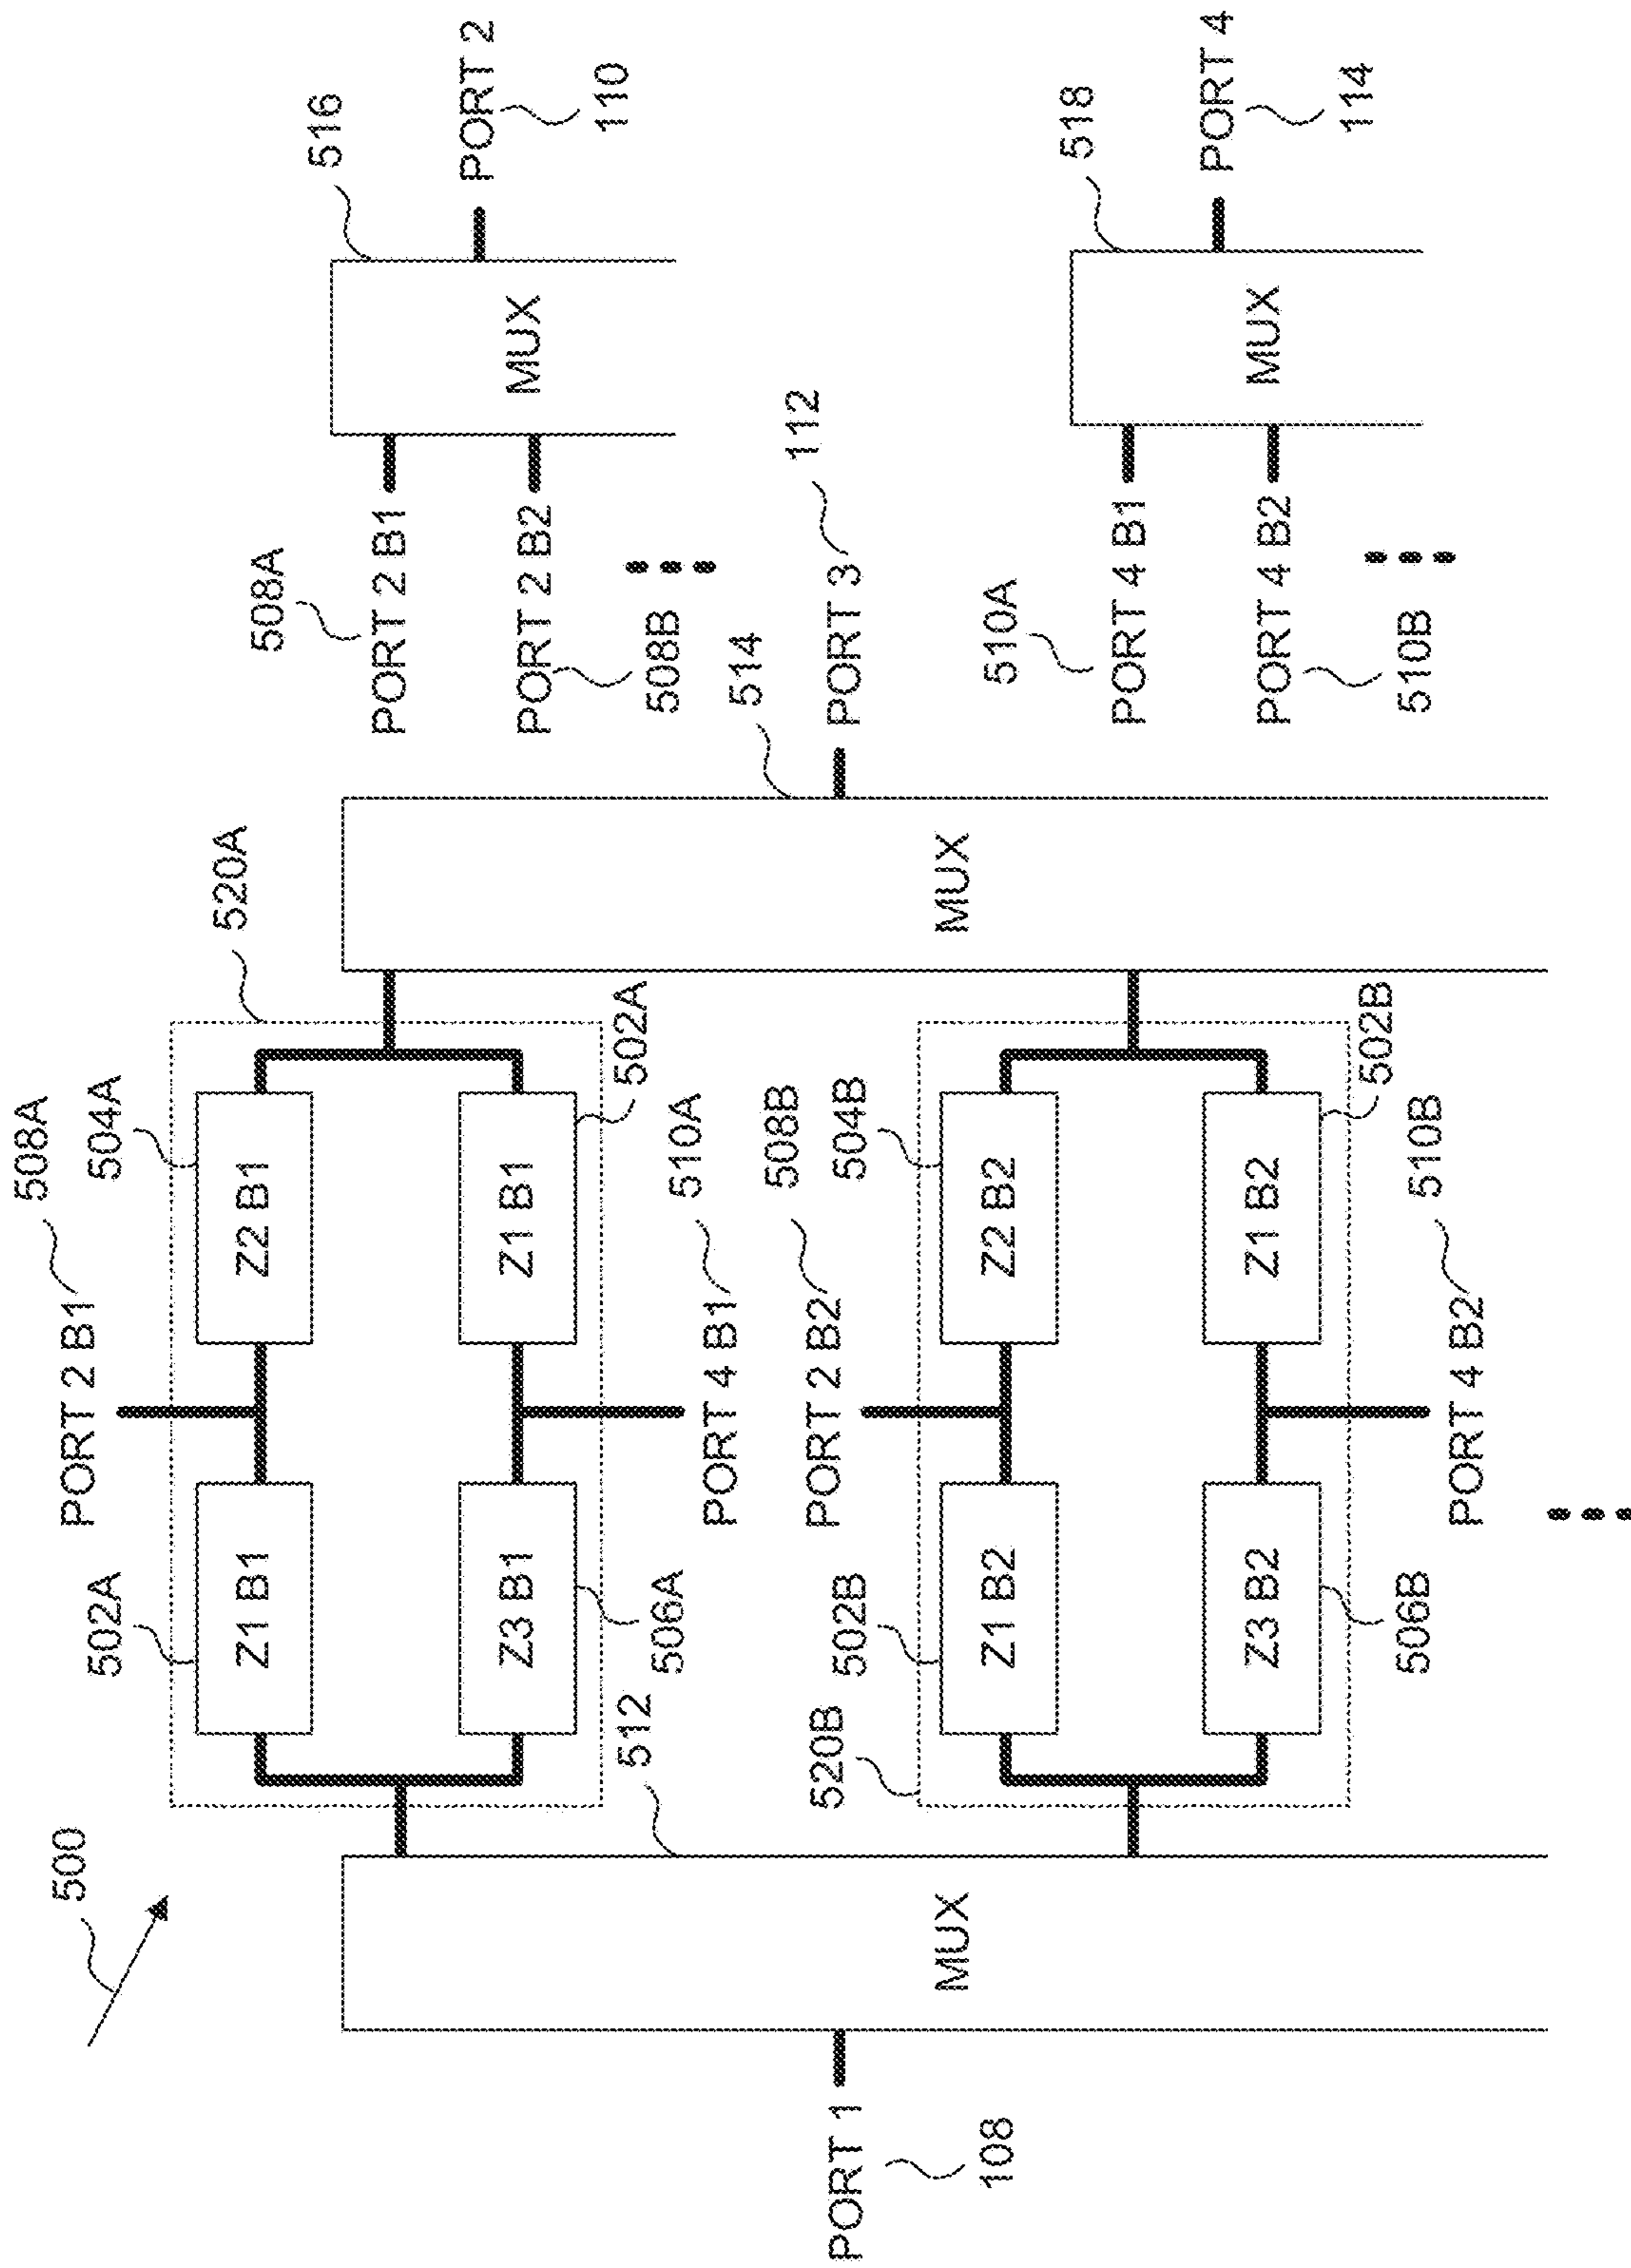 500
PORT 1
108
MUX
512
520A
502A
Z1 B1
PORT 2 B1
508A
504A
Z2 B1
Z3 B1
506A
Z1 B1
502A
PORT 4 B1
510A
520B
502B
Z1 B2
PORT 2 B2
508B
504B
Z2 B2
Z3 B2
506B
Z1 B2
502B
PORT 4 B2
510B
MUX
514
PORT 3
112
508A
PORT 2 B1
PORT 2 B2
508B
MUX
516
PORT 2
110
510A
PORT 4 B1
PORT 4 B2
510B
MUX
518
PORT 4
114